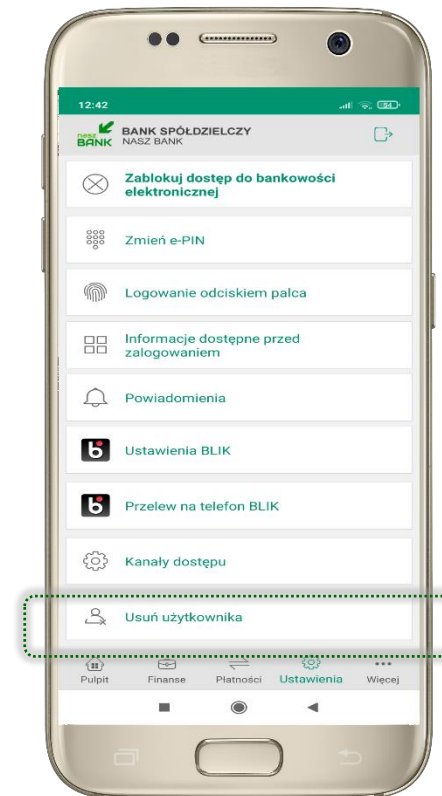 12:42
54
nasz BANK
BANK SPÓŁDZIELCZY
NASZ BANK
Zablokuj dostęp do bankowości
elektronicznej
Zmień e-PIN
Logowanie odciskiem palca
Informacje dostępne przed
zalogowaniem
Powiadomienia
Ustawienia BLIK
Przelew na telefon BLIK
Kanały dostępu
Usuń użytkownika
Pulpit Finanse Płatności Ustawienia Więcej